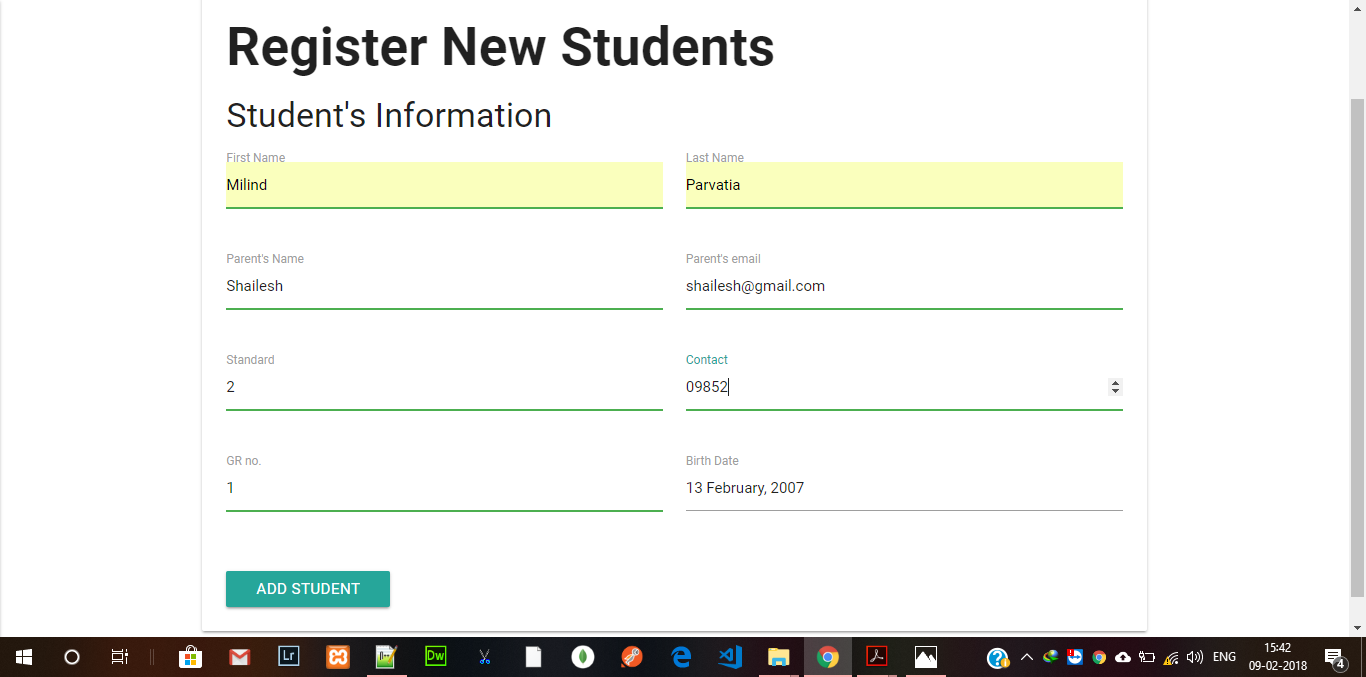 Register New Students
Student's Information
First Name
Last Name
Milind
Parvatia
Parent's Name
Parent's email
Shailesh
shailesh@gmail.com
Standard
Contact
2
09852
GR no.
Birth Date
1
13 February, 2007
ADD STUDENT
Lr
Dw
ENG
15:42
09-02-2018
4